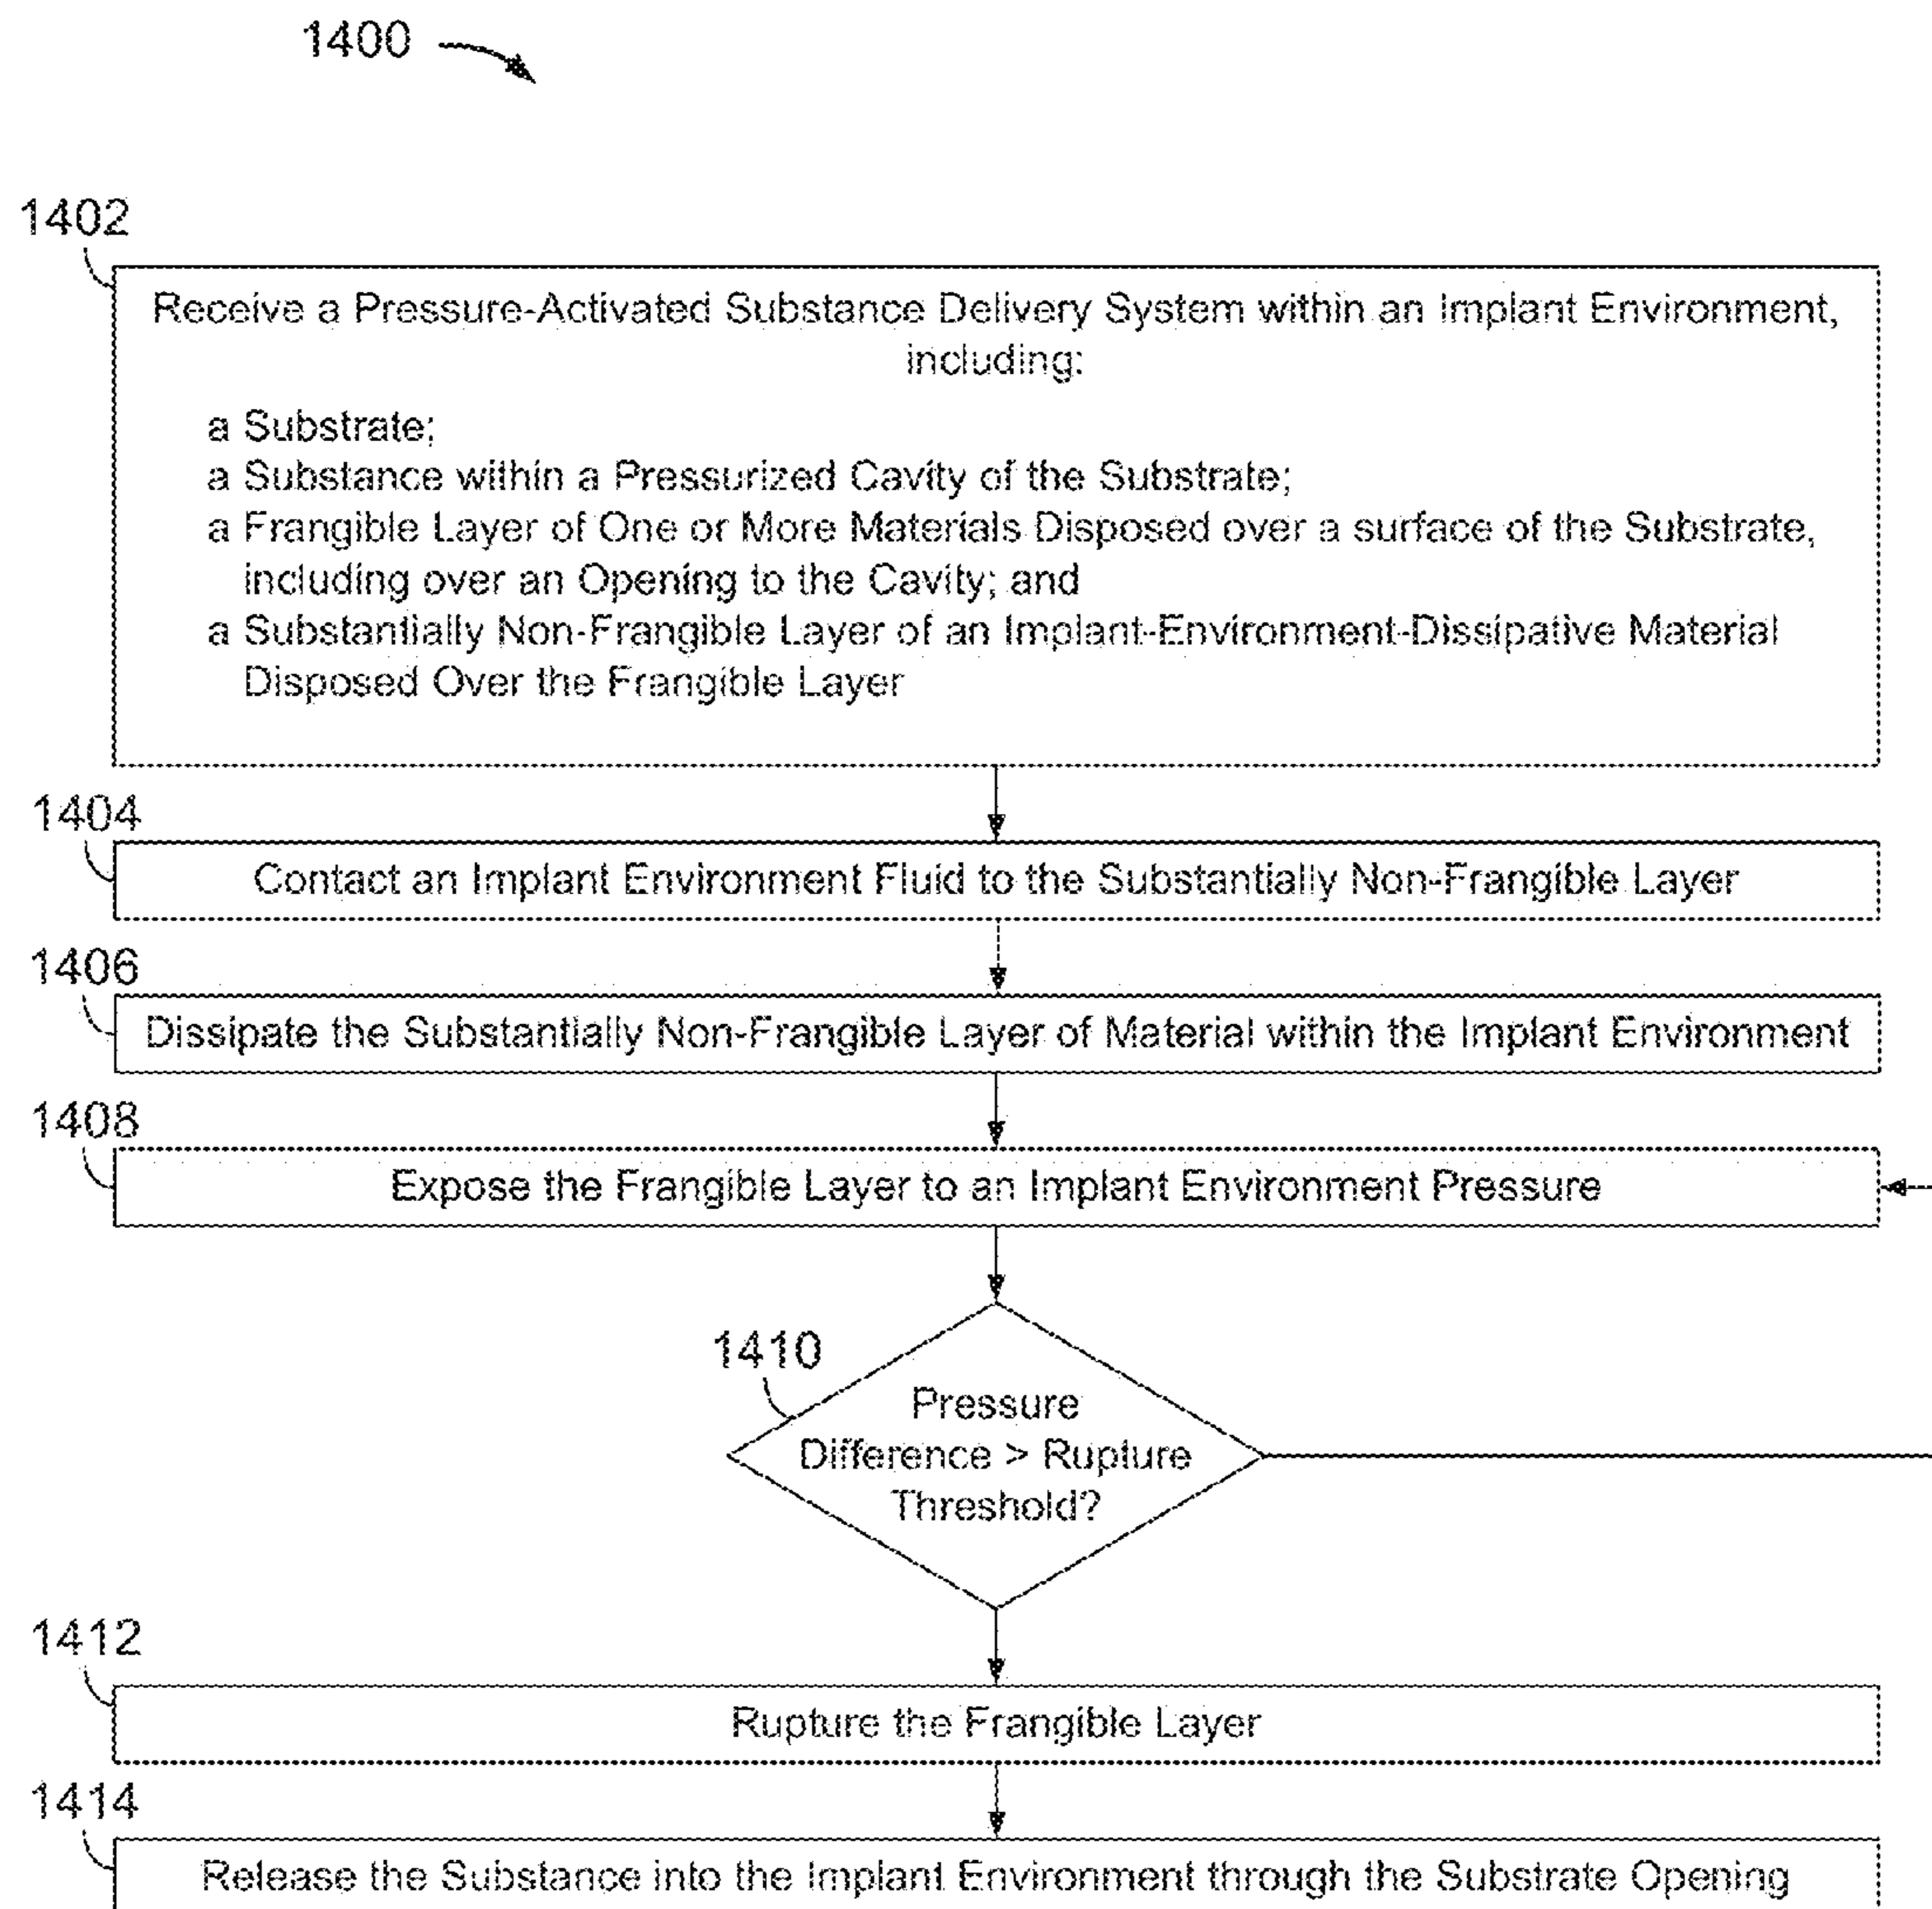 1400
1402
Receive a Pressure-Activated Substance Delivery System within an Implant Environment,
including:
a Substrate;
a Substance within a Pressurized Cavity of the Substrate;
a Frangible Layer of One or More Materials Disposed over a surface of the Substrate,
including over an Opening to the Cavity; and
a Substantially Non-Frangible Layer of an Implant-Environment-Dissipative Material
Disposed Over the Frangible Layer
1404
Contact an Implant Environment Fluid to the Substantially Non-Frangible Layer
1406
Dissipate the Substantially Non-Frangible Layer of Material within the Implant Environment
1408
Expose the Frangible Layer to an Implant Environment Pressure
1410
Pressure
Difference > Rupture
Threshold?
1412
Rupture the Frangible Layer
1414
Release the Substance into the Implant Environment through the Substrate Opening